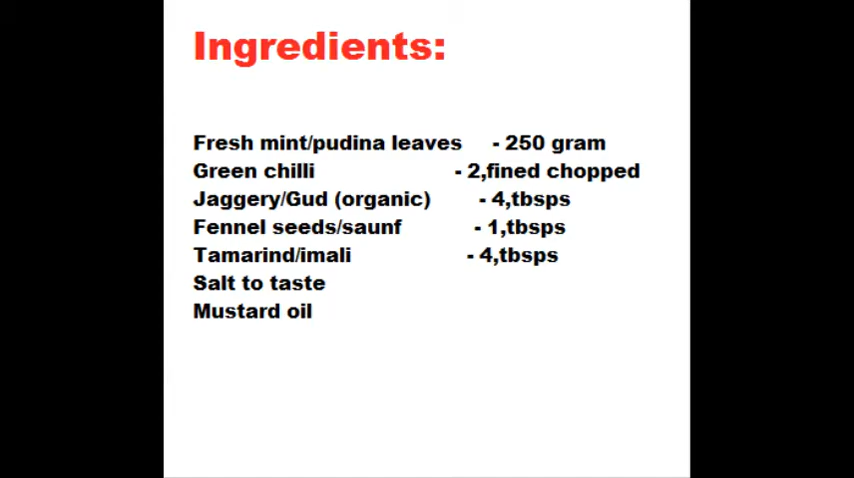 Ingredients:
Fresh mint/pudina leaves - 250 gram
Green chilli - 2,fined chopped
Jaggery/Gud (organic) - 4,tbsps
Fennel seeds/saunf - 1,tbsps
Tamarind/imali - 4,tbsps
Salt to taste
Mustard oil